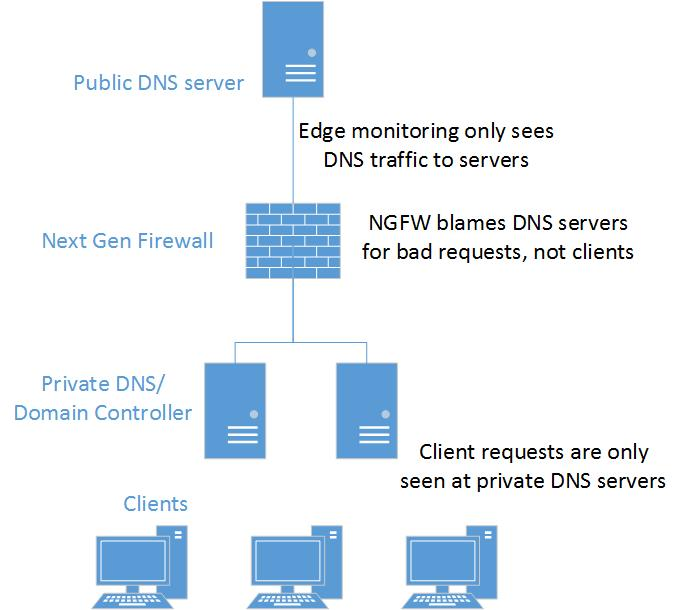 Public DNS server
Edge monitoring only sees
DNS traffic to servers
Next Gen Firewall
NGFW blames DNS servers
for bad requests, not clients
Private DNS/
Domain Controller
Client requests are only
seen at private DNS servers
Clients